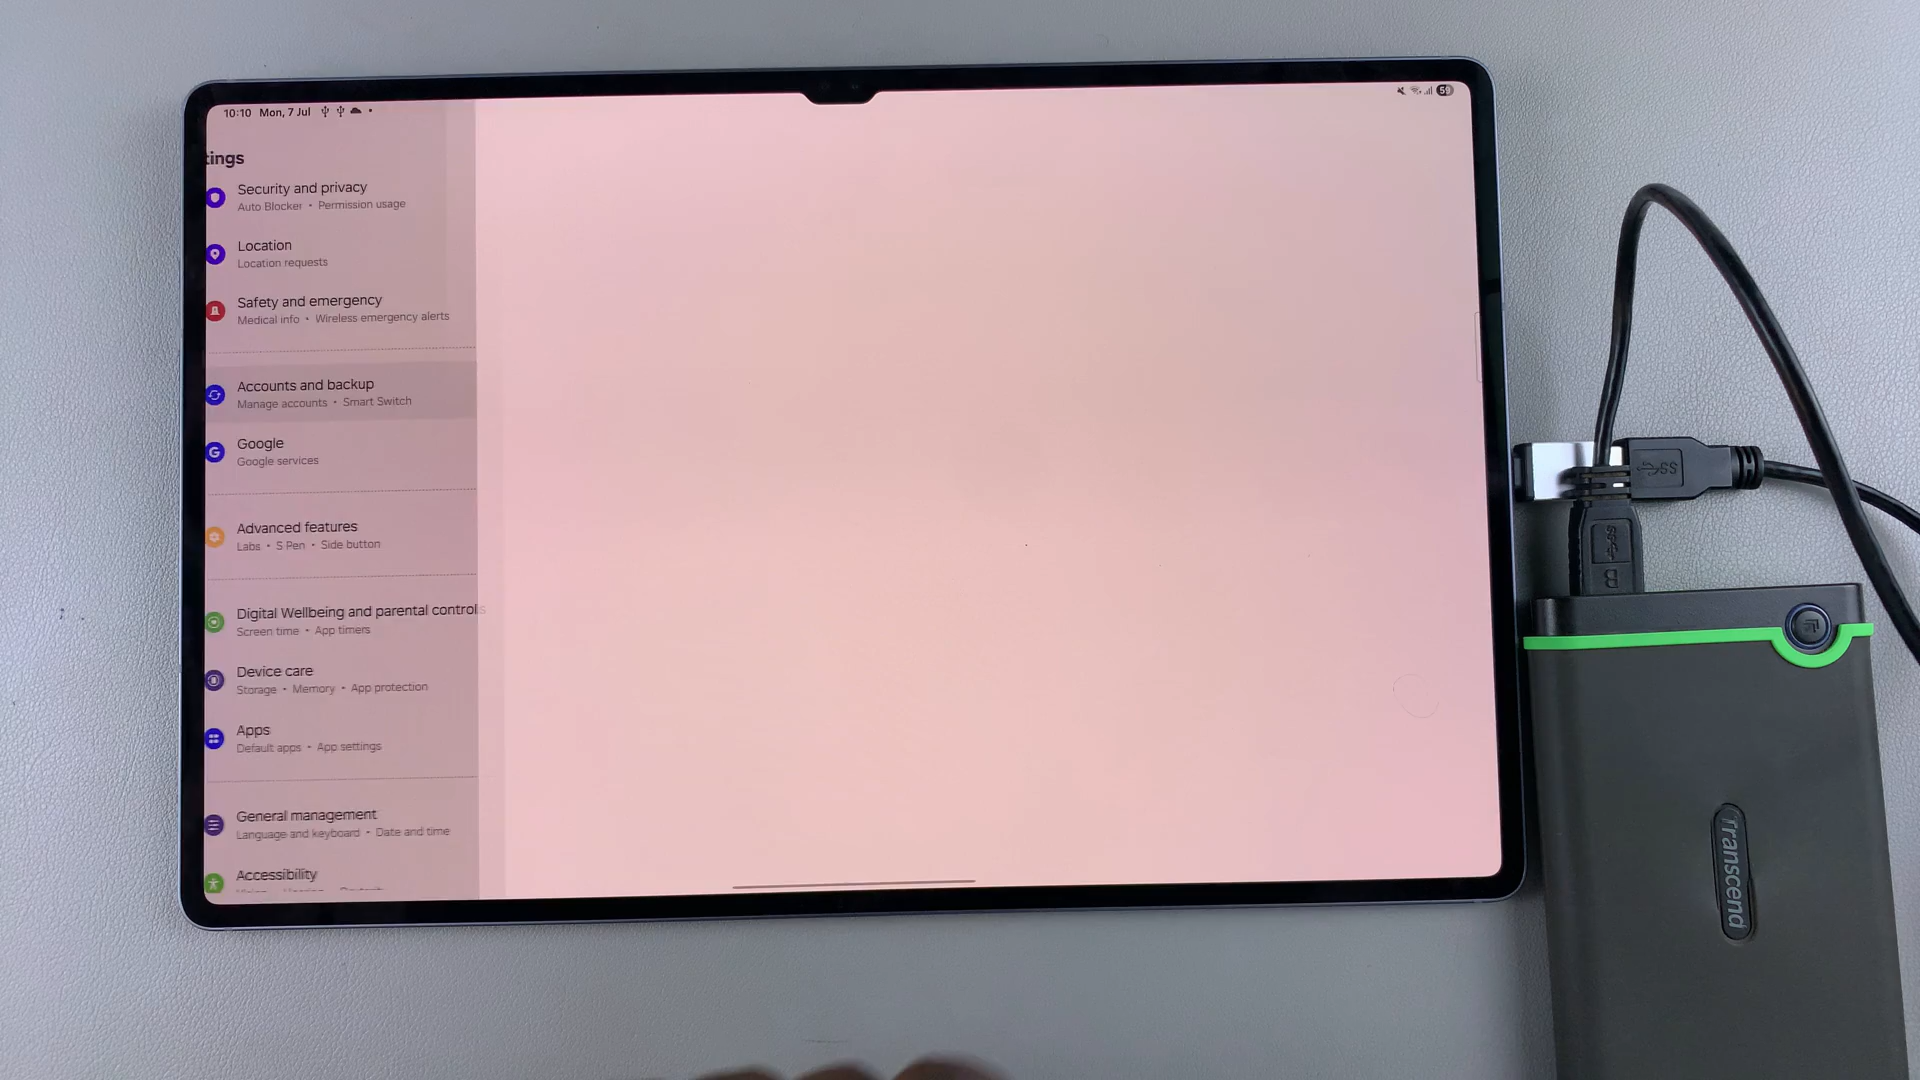 10:10 Mon, 7 Jul
59
tings
Security and privacy
Auto Blocker • Permission usage
Location
Location requests
Safety and emergency
Medical info • Wireless emergency alerts
Accounts and backup
Manage accounts • Smart Switch
Google
Google services
Advanced features
Labs • S Pen • Side button
Digital Wellbeing and parental controls
Screen time • App timers
Device care
Storage • Memory • App protection
Apps
Default apps • App settings
General management
Language and keyboard • Date and time
Accessibility
SS
Transcend